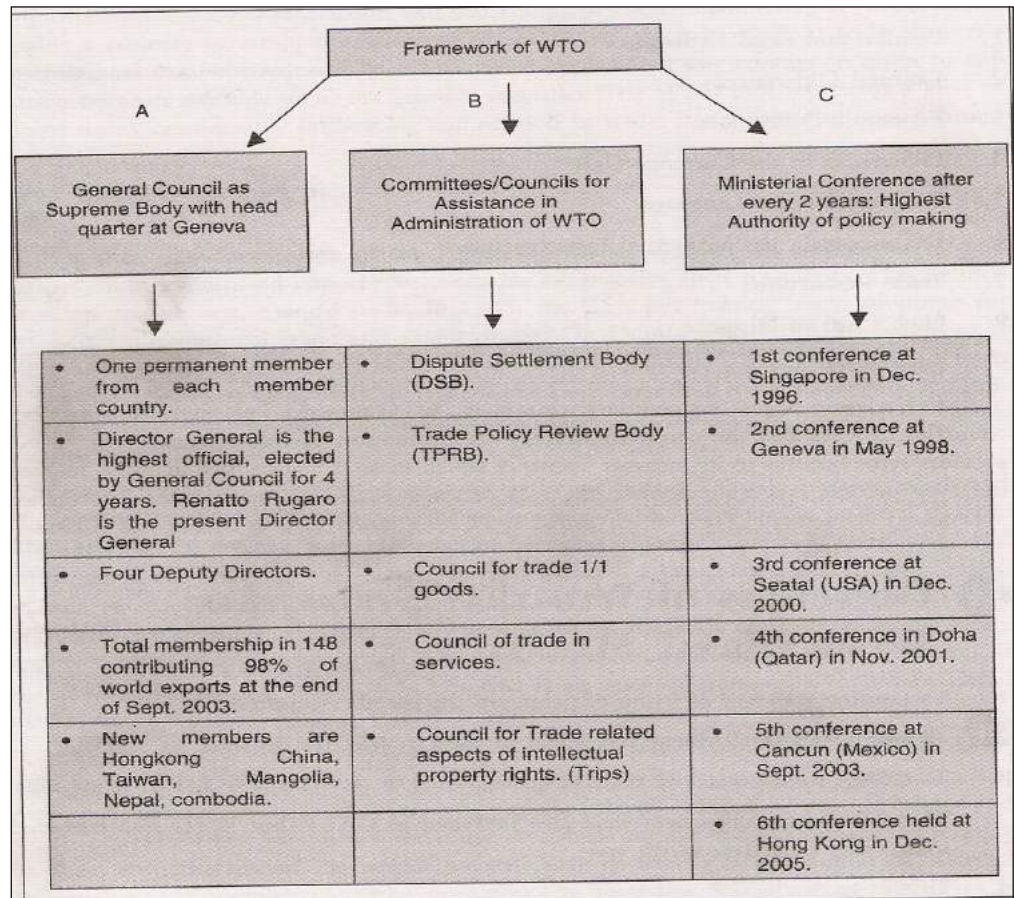 Framework of WTO
A
B
C
General Council as
Supreme Body with head
quarter at Geneva
Committees/Councils for
Assistance in
Administration of WTO
Ministerial Conference after
every 2 years: Highest
Authority of policy making
• One permanent member
from each member
country.
• Dispute Settlement Body
(DSB).
• 1st conference at
Singapore in Dec.
1996.
• Director General is the
highest official, elected
by General Council for 4
years. Renatto Rugaro
is the present Director
General
• Trade Policy Review Body
(TPRB).
• 2nd conference at
Geneva in May 1998.
• Four Deputy Directors.
• Council for trade 1/1
goods.
• 3rd conference at
Seatal (USA) in Dec.
2000.
• Total membership in 148
contributing 98% of
world exports at the end
of Sept. 2003.
• Council of trade in
services.
• 4th conference in Doha
(Qatar) in Nov. 2001.
• New members are
Hongkong China,
Taiwan, Mangolia,
Nepal, combodia.
• Council for Trade related
aspects of intellectual
property rights. (Trips)
• 5th conference at
Cancun (Mexico) in
Sept. 2003.
• 6th conference held at
Hong Kong in Dec.
2005.